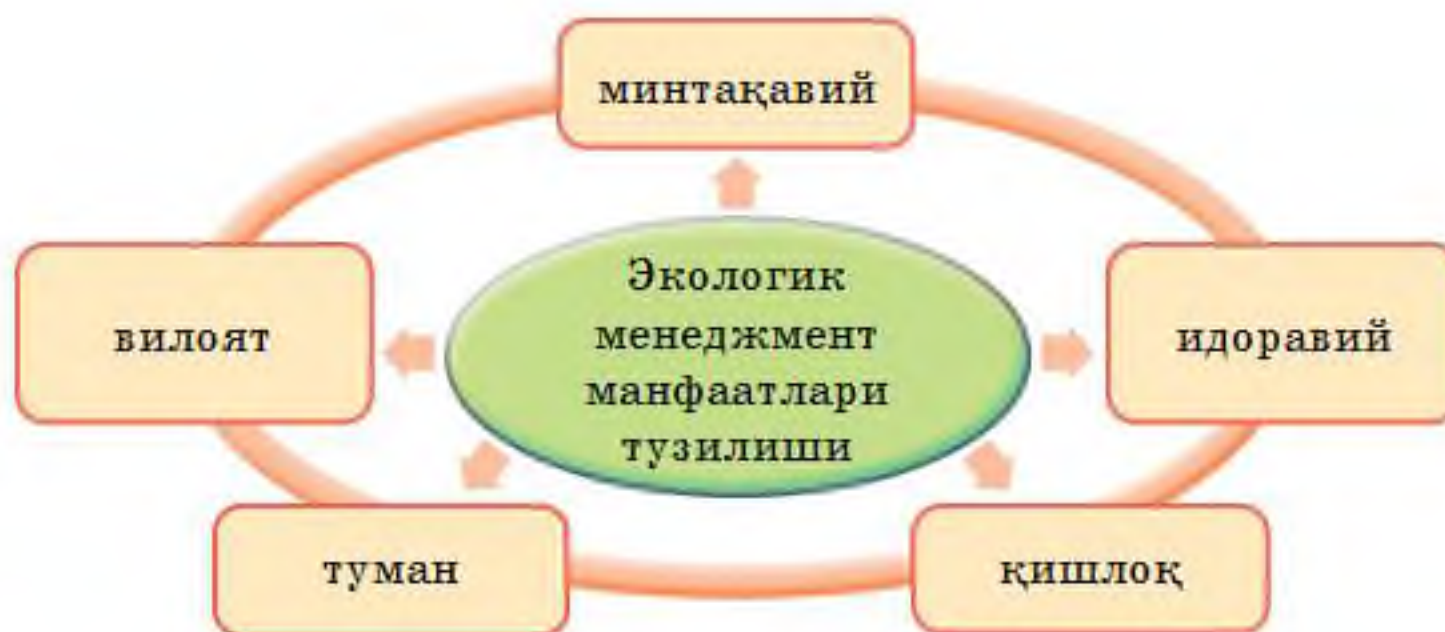 минтақавий
вилоят
Экологик
менеджмент
манфаатлари
тузилиши
идоравий
туман
қишлоқ